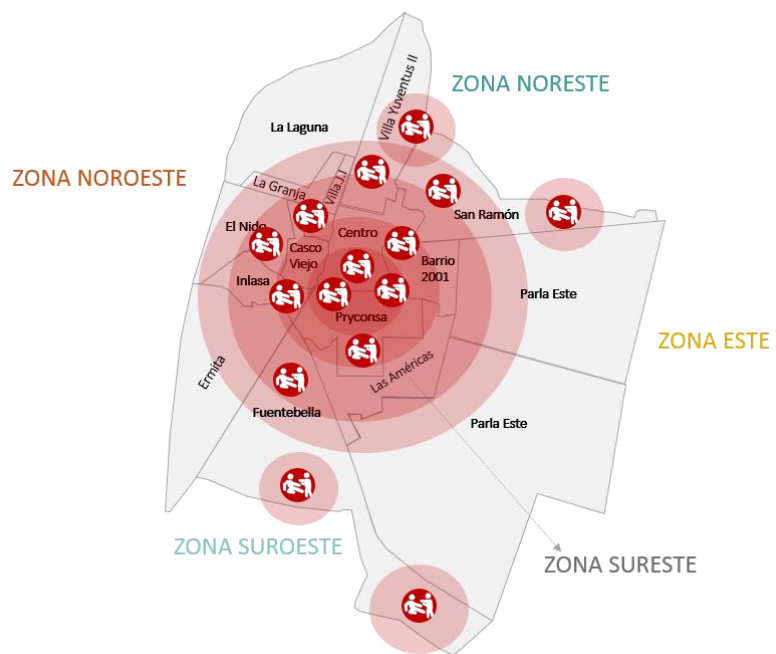 Villa Yuventus II
ZONA NORESTE
La Laguna
ZONA NOROESTE
La Granja
Villa J.I
San Ramón
El Nido
Centro
Casco
Viejo
Barrio
2001
Inlasa
Parla Este
Pryconsa
ZONA ESTE
Ermita
Las Américas
Fuentebella
Parla Este
ZONA SUROESTE
ZONA SURESTE